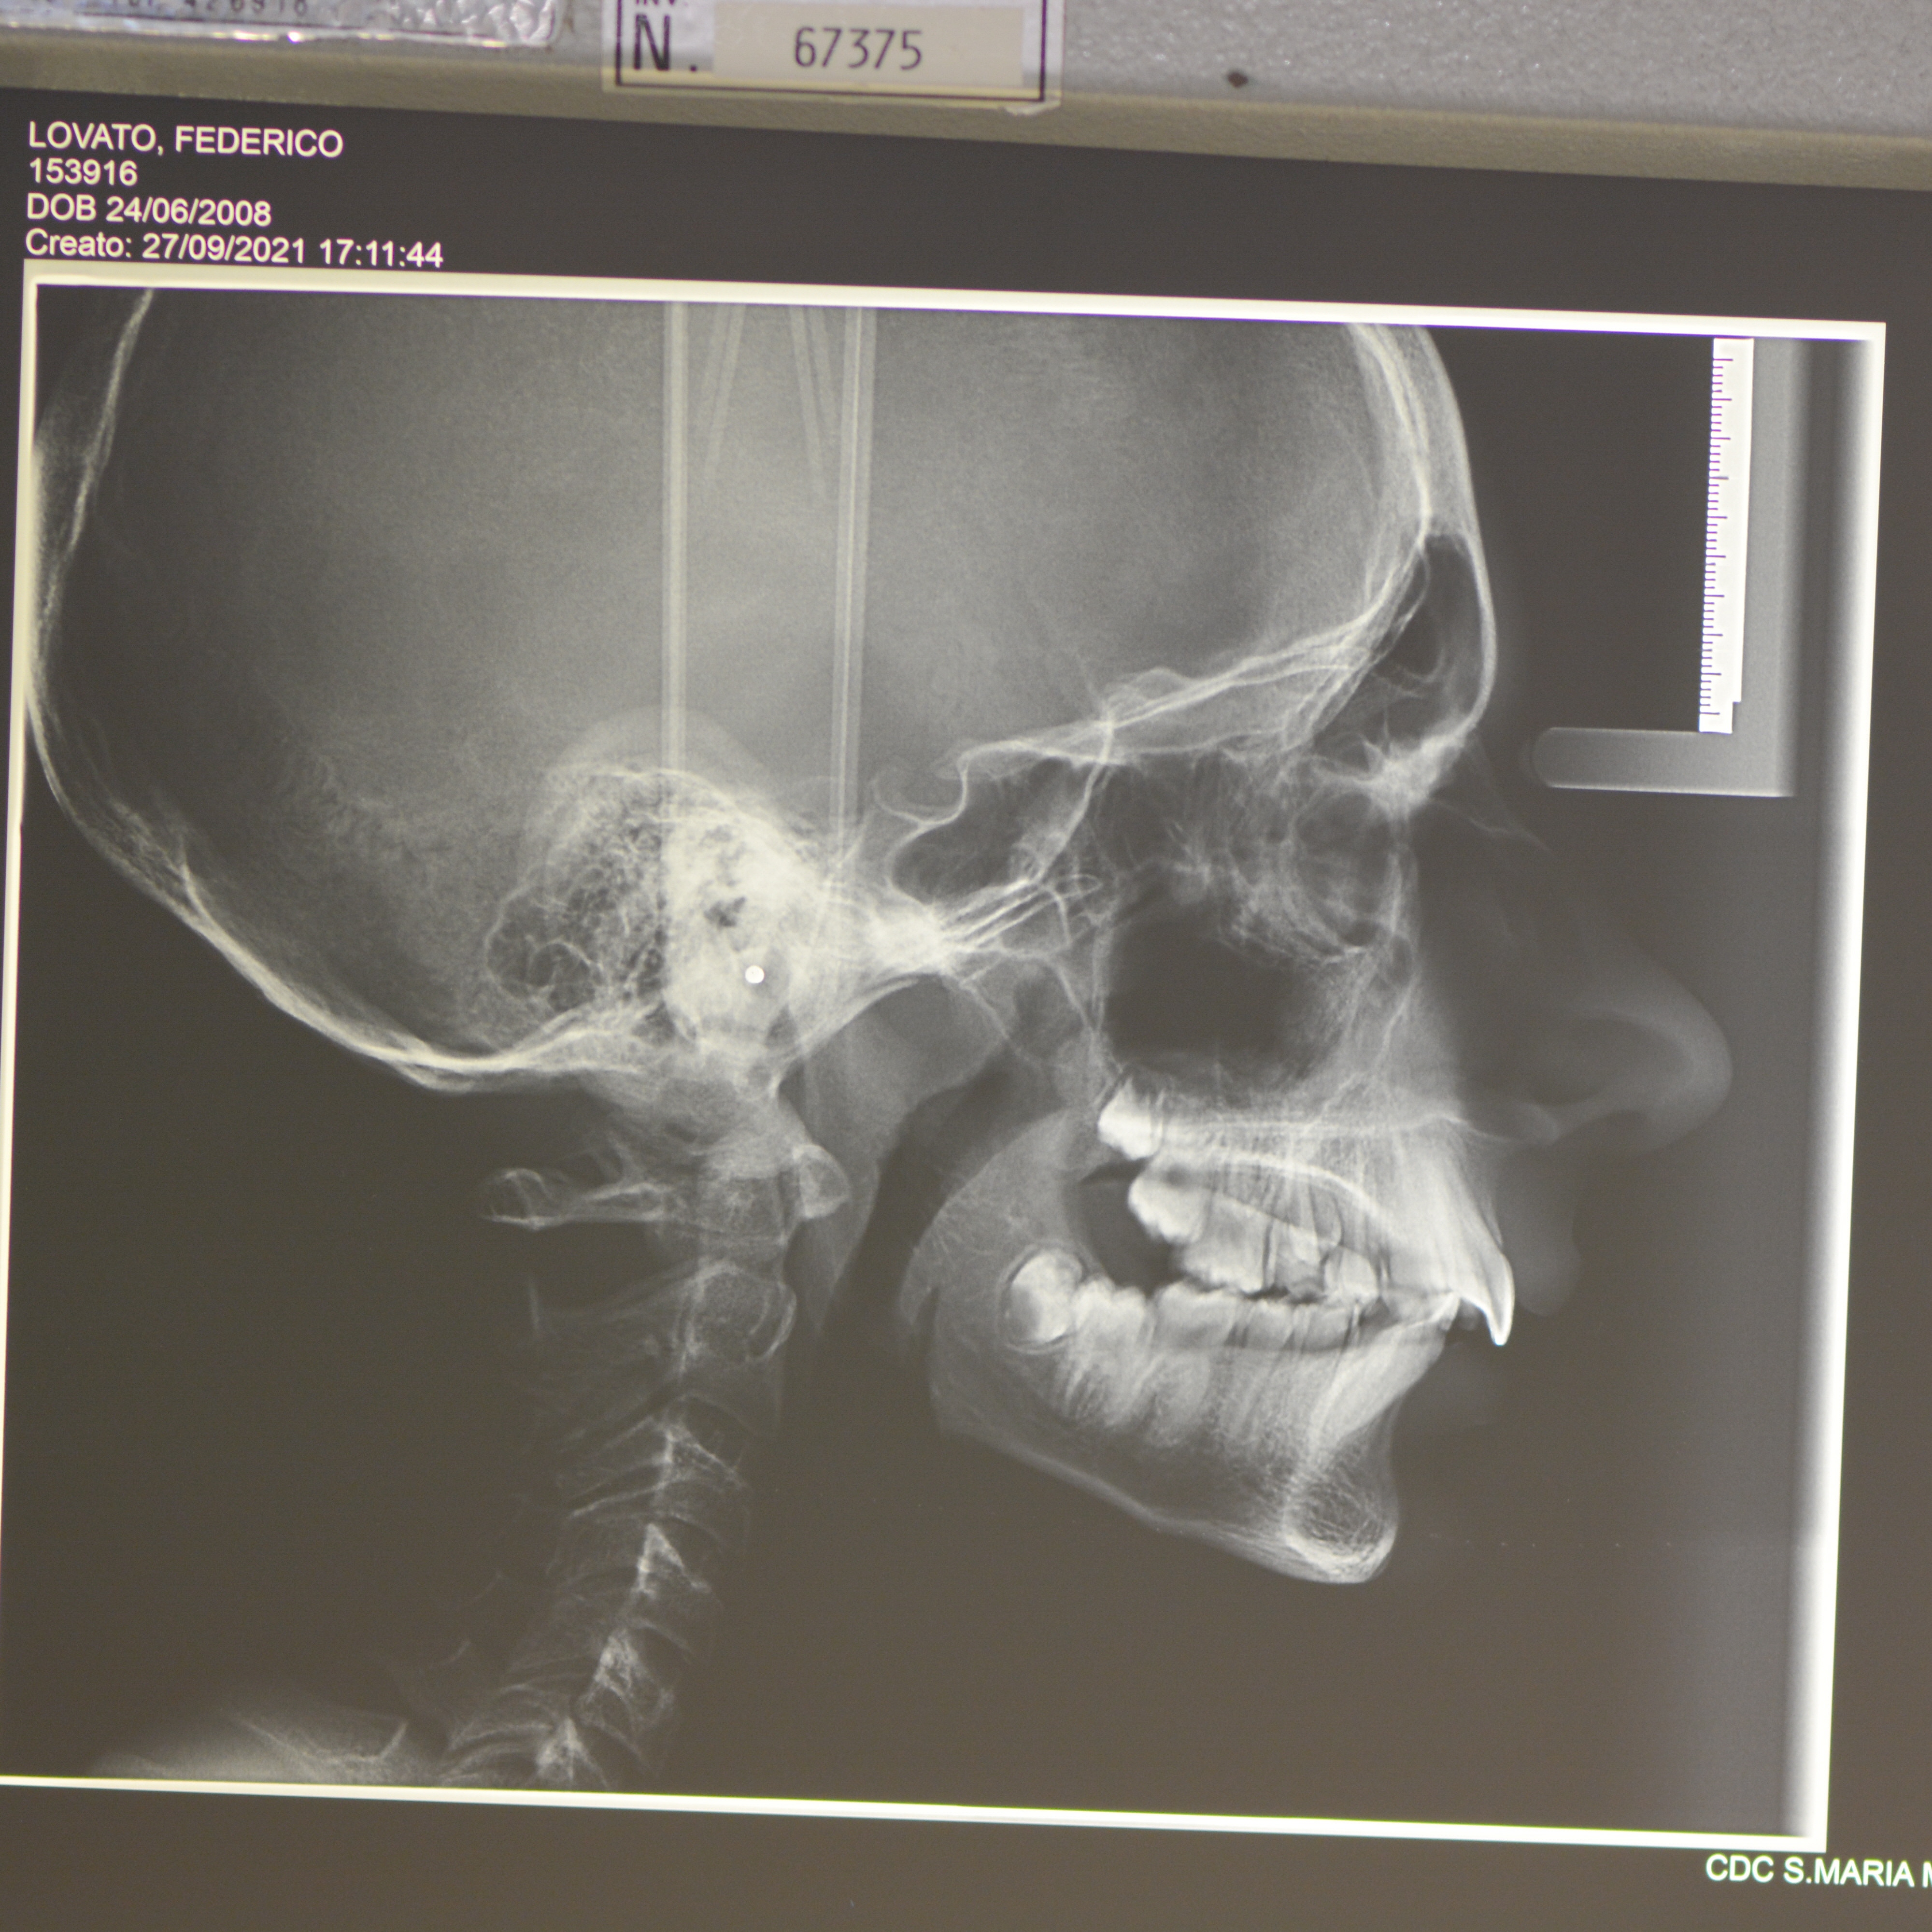 N. 67375
LOVATO, FEDERICO
153916
DOB 24/06/2008
Creato: 27/09/2021 17:11:44
CDC S.MARIA